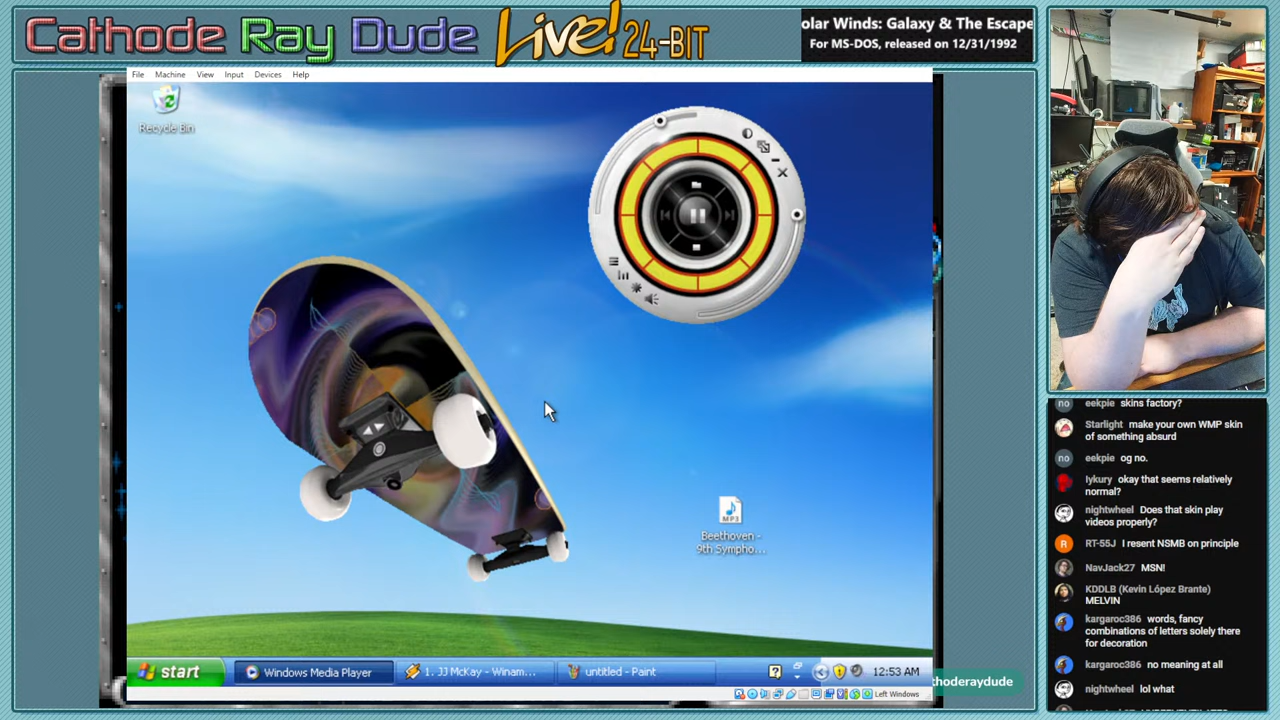 Cathode Ray Dude Live! 24-BIT
olar Winds: Galaxy & The Escape
For MS-DOS, released on 12/31/1992
File Machine View Input Devices Help
Recycle Bin
MP3
Beethoven -
9th Sympho...
start
Windows Media Player
1. JJ McKay - Winam...
untitled - Paint
12:53 AM
Left Windows
thoderaydude
no eekpie skins factory?
Starlight make your own WMP skin
of something absurd
no eekpie og no.
lykury okay that seems relatively
normal?
nightwheel Does that skin play
videos properly?
R RT-55J I resent NSMB on principle
NavJack27 MSN!
KDDLB (Kevin López Brante)
MELVIN
kargaroc386 words, fancy
combinations of letters solely there
for decoration
kargaroc386 no meaning at all
nightwheel lol what